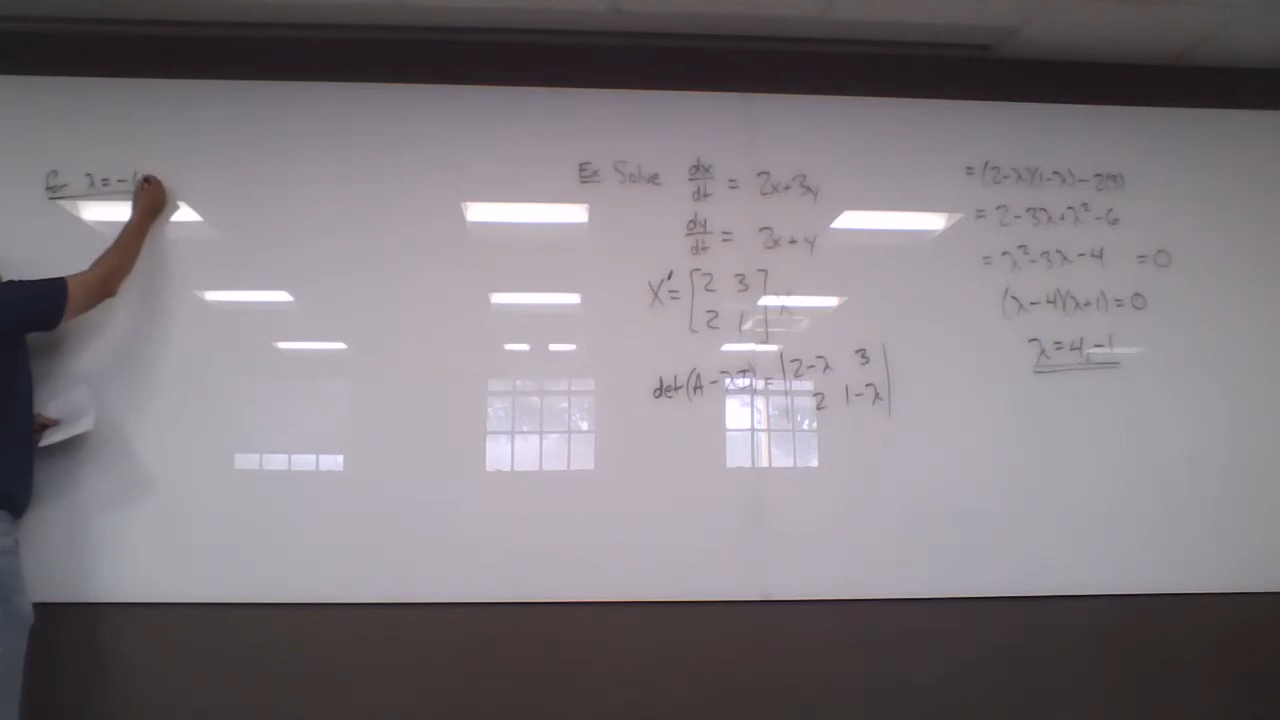 for λ = -1
Ex Solve dx/dt = 2x+3y
dy/dt = 2x+y
X' = [2 3; 2 1] X
det(A - λI) = |2-λ 3; 2 1-λ|
= (2-λ)(1-λ) - 2(3)
= 2 - 3λ + λ² - 6
= λ² - 3λ - 4 = 0
(λ - 4)(λ + 1) = 0
λ = 4, -1